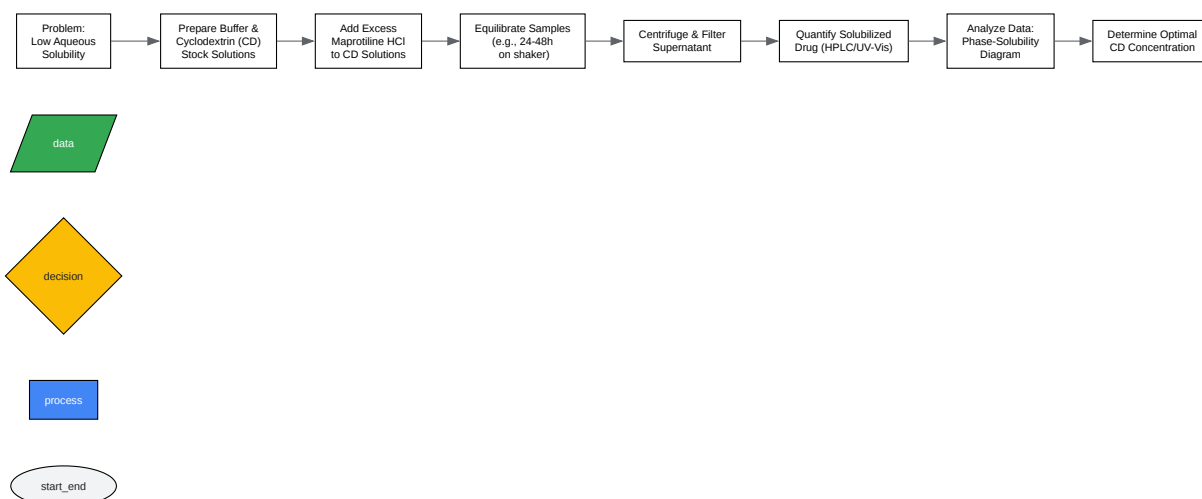 Problem:
Low Aqueous
Solubility
Prepare Buffer &
Cyclodextrin (CD)
Stock Solutions
Add Excess
Maprotiline HCl
to CD Solutions
Equilibrate Samples
(e.g., 24-48h
on shaker)
Centrifuge & Filter
Supernatant
Quantify Solubilized
Drug (HPLC/UV-Vis)
Analyze Data:
Phase-Solubility
Diagram
Determine Optimal
CD Concentration
data
decision
process
start_end